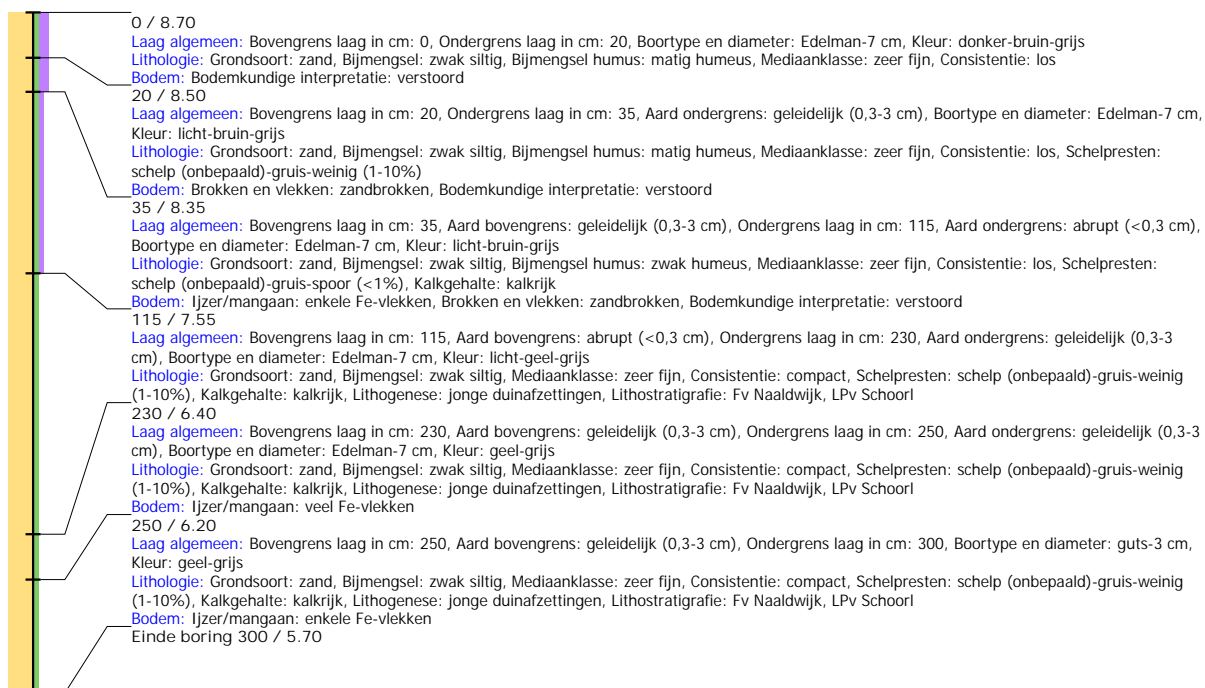 0 / 8.70
Laag algemeen: Bovengrens laag in cm: 0, Ondergrens laag in cm: 20, Boortype en diameter: Edelman-7 cm, Kleur: donker-bruin-grijs
Lithologie: Grondsoort: zand, Bijmengsel: zwak siltig, Bijmengsel humus: matig humeus, Mediaanklasse: zeer fijn, Consistentie: los
Bodem: Bodemkundige interpretatie: verstoord
20 / 8.50
Laag algemeen: Bovengrens laag in cm: 20, Ondergrens laag in cm: 35, Aard ondergrens: geleidelijk (0,3-3 cm), Boortype en diameter: Edelman-7 cm,
Kleur: licht-bruin-grijs
Lithologie: Grondsoort: zand, Bijmengsel: zwak siltig, Bijmengsel humus: matig humeus, Mediaanklasse: zeer fijn, Consistentie: los, Schelpresten:
schelp (onbepaald)-gruis-weinig (1-10%)
Bodem: Brokken en vlekken: zandbrokken, Bodemkundige interpretatie: verstoord
35 / 8.35
Laag algemeen: Bovengrens laag in cm: 35, Aard bovengrens: geleidelijk (0,3-3 cm), Ondergrens laag in cm: 115, Aard ondergrens: abrupt (<0,3 cm),
Boortype en diameter: Edelman-7 cm, Kleur: licht-bruin-grijs
Lithologie: Grondsoort: zand, Bijmengsel: zwak siltig, Bijmengsel humus: zwak humeus, Mediaanklasse: zeer fijn, Consistentie: los, Schelpresten:
schelp (onbepaald)-gruis-spoor (<1%), Kalkgehalte: kalkrijk
Bodem: Ijzer/mangaan: enkele Fe-vlekken, Brokken en vlekken: zandbrokken, Bodemkundige interpretatie: verstoord
115 / 7.55
Laag algemeen: Bovengrens laag in cm: 115, Aard bovengrens: abrupt (<0,3 cm), Ondergrens laag in cm: 230, Aard ondergrens: geleidelijk (0,3-3
cm), Boortype en diameter: Edelman-7 cm, Kleur: licht-geel-grijs
Lithologie: Grondsoort: zand, Bijmengsel: zwak siltig, Mediaanklasse: zeer fijn, Consistentie: compact, Schelpresten: schelp (onbepaald)-gruis-weinig
(1-10%), Kalkgehalte: kalkrijk, Lithogenese: jonge duinafzettingen, Lithostratigrafie: Fv Naaldwijk, LPv Schoorl
230 / 6.40
Laag algemeen: Bovengrens laag in cm: 230, Aard bovengrens: geleidelijk (0,3-3 cm), Ondergrens laag in cm: 250, Aard ondergrens: geleidelijk (0,3-3
cm), Boortype en diameter: Edelman-7 cm, Kleur: geel-grijs
Lithologie: Grondsoort: zand, Bijmengsel: zwak siltig, Mediaanklasse: zeer fijn, Consistentie: compact, Schelpresten: schelp (onbepaald)-gruis-weinig
(1-10%), Kalkgehalte: kalkrijk, Lithogenese: jonge duinafzettingen, Lithostratigrafie: Fv Naaldwijk, LPv Schoorl
Bodem: Ijzer/mangaan: veel Fe-vlekken
250 / 6.20
Laag algemeen: Bovengrens laag in cm: 250, Aard bovengrens: geleidelijk (0,3-3 cm), Ondergrens laag in cm: 300, Boortype en diameter: guts-3 cm,
Kleur: geel-grijs
Lithologie: Grondsoort: zand, Bijmengsel: zwak siltig, Mediaanklasse: zeer fijn, Consistentie: compact, Schelpresten: schelp (onbepaald)-gruis-weinig
(1-10%), Kalkgehalte: kalkrijk, Lithogenese: jonge duinafzettingen, Lithostratigrafie: Fv Naaldwijk, LPv Schoorl
Bodem: Ijzer/mangaan: enkele Fe-vlekken
Einde boring 300 / 5.70